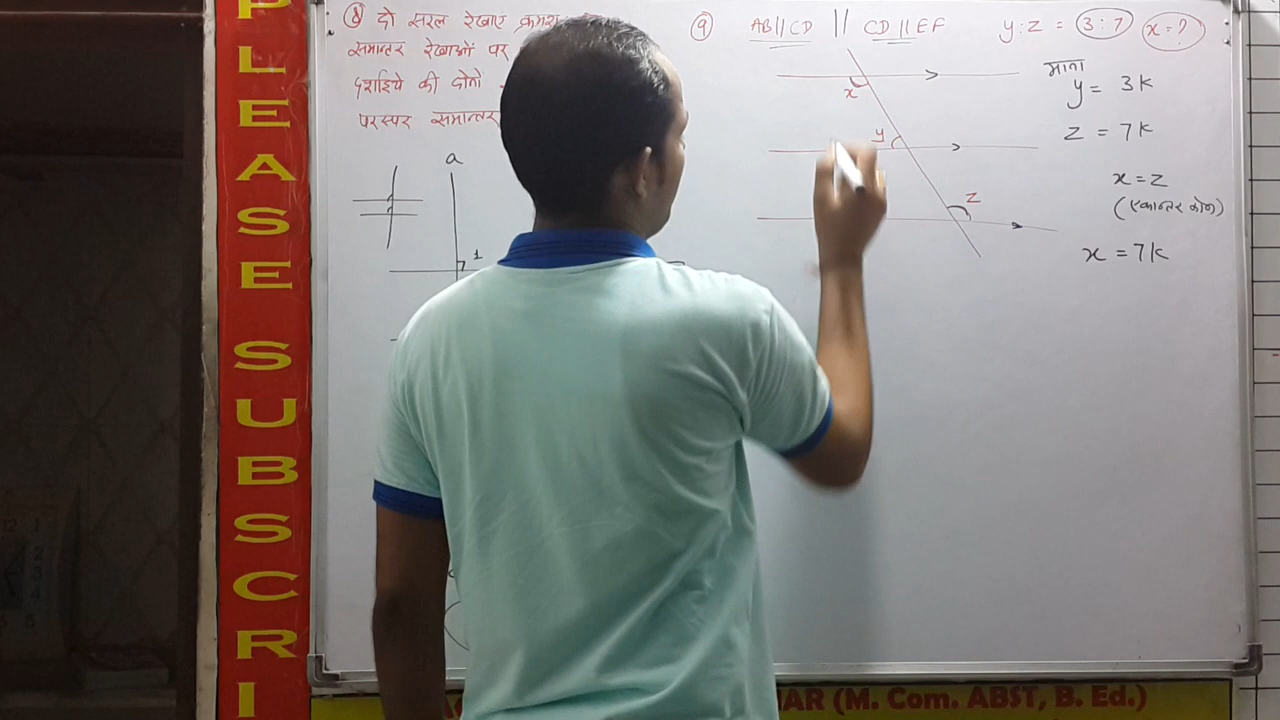 PLEASE SUBSCRI
⑧ दो सरल रेखाए क्रमश
समान्तर रेखाओं पर
दर्शाइये की दोनो
परस्पर समान्तर
a
1
⑨ AB||CD || CD||EF y:z = 3:7 x=?
x
y
z
माना
y = 3k
z = 7k
x = z
(एकान्तर कोण)
x = 7k
AR (M. Com. ABST, B. Ed.)